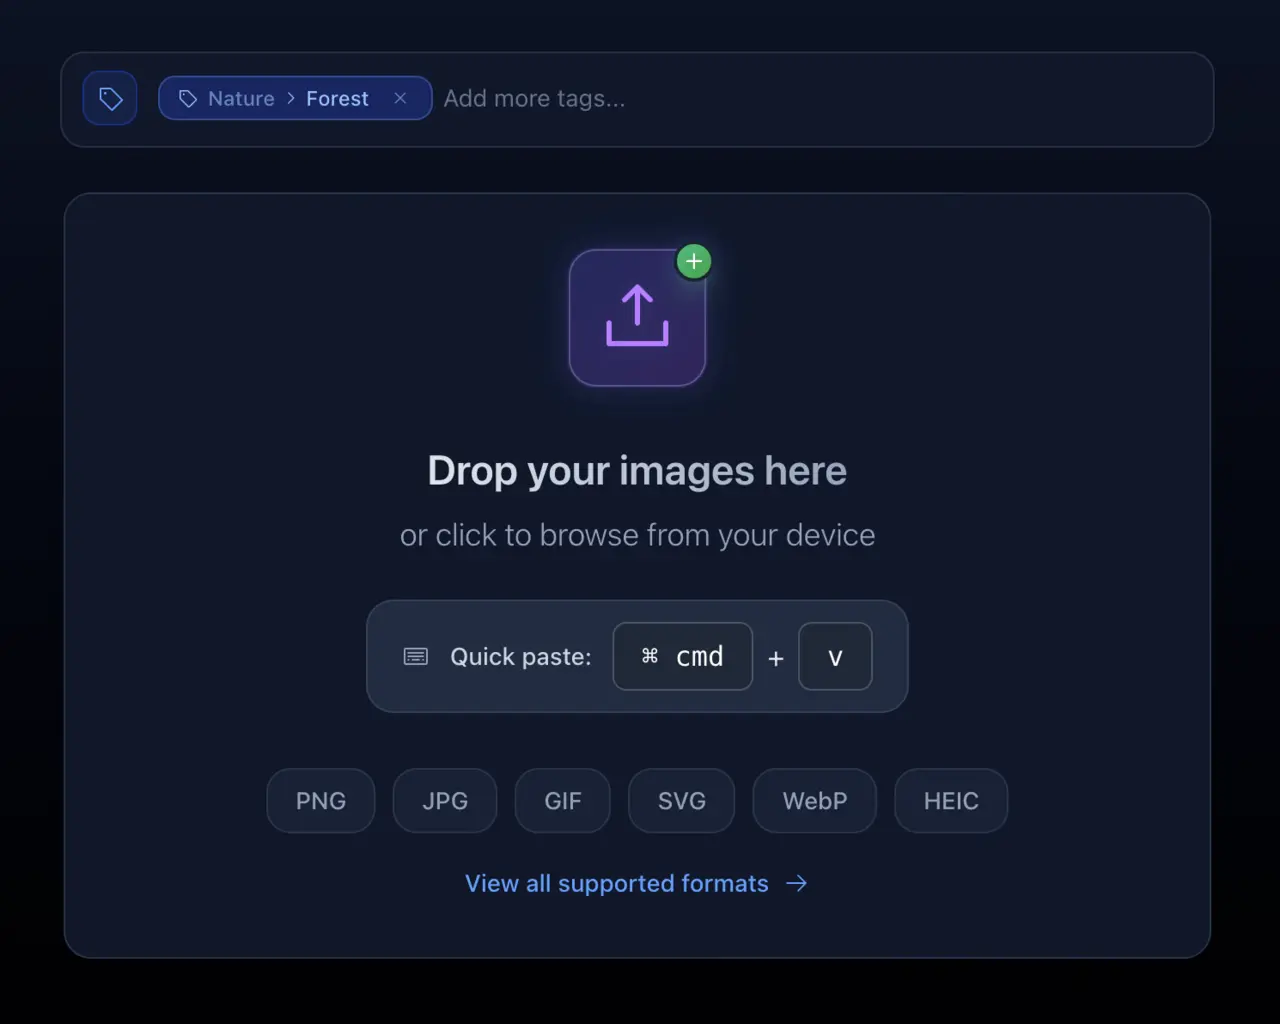 Nature > Forest × Add more tags...
Drop your images here
or click to browse from your device
Quick paste: ⌘ cmd + v
PNG JPG GIF SVG WebP HEIC
View all supported formats →